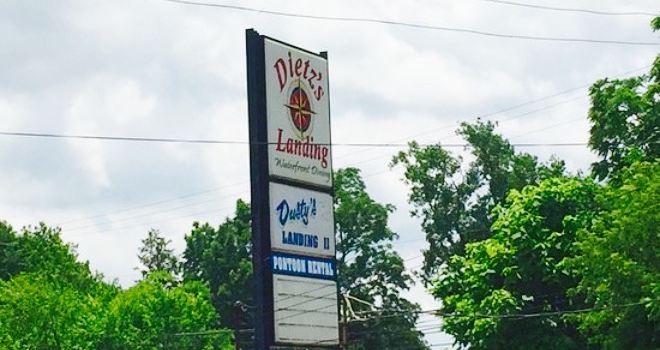 Dietz's
Landing
Waterfront Dining
Dusty's
LANDING II
PONTOON RENTAL